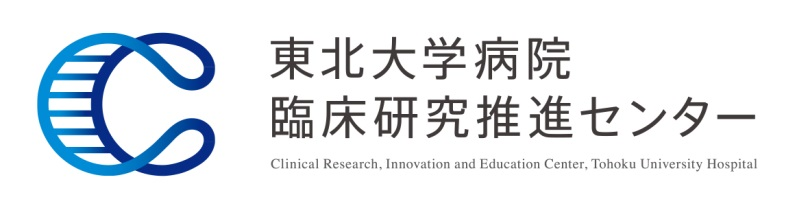 東北大学病院
臨床研究推進センター
Clinical Research, Innovation and Education Center, Tohoku University Hospital